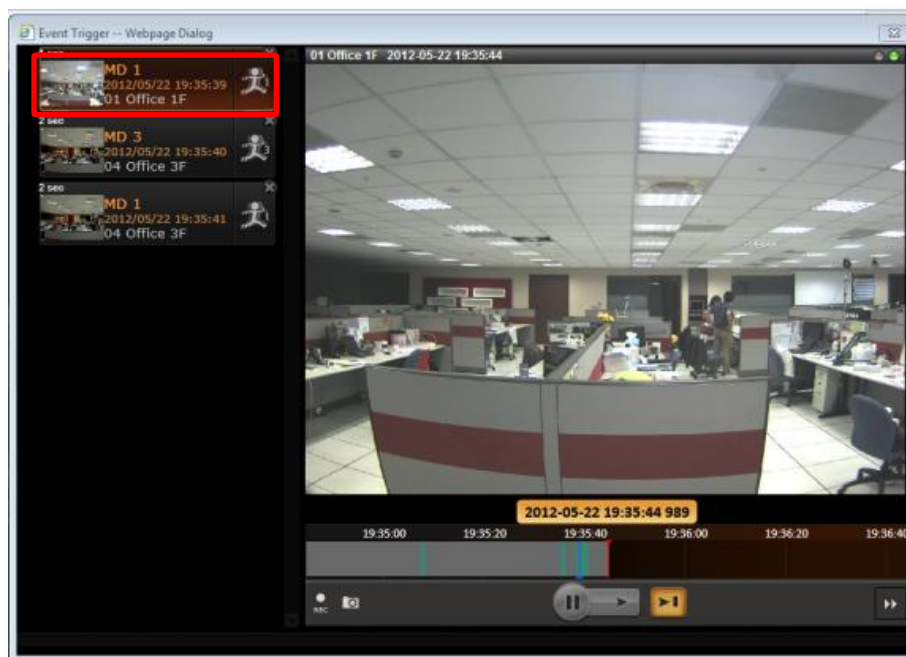 Event Trigger -- Webpage Dialog
1 sec
MD 1
2012/05/22 19:35:39
01 Office 1F
2 sec
MD 3
2012/05/22 19:35:40
04 Office 3F
3
2 sec
MD 1
2012/05/22 19:35:41
04 Office 3F
01 Office 1F 2012-05-22 19:35:44
2012-05-22 19:35:44 989
19:35:00 19:35:20 19:35:40 19:36:00 19:36:20 19:36:40
REC